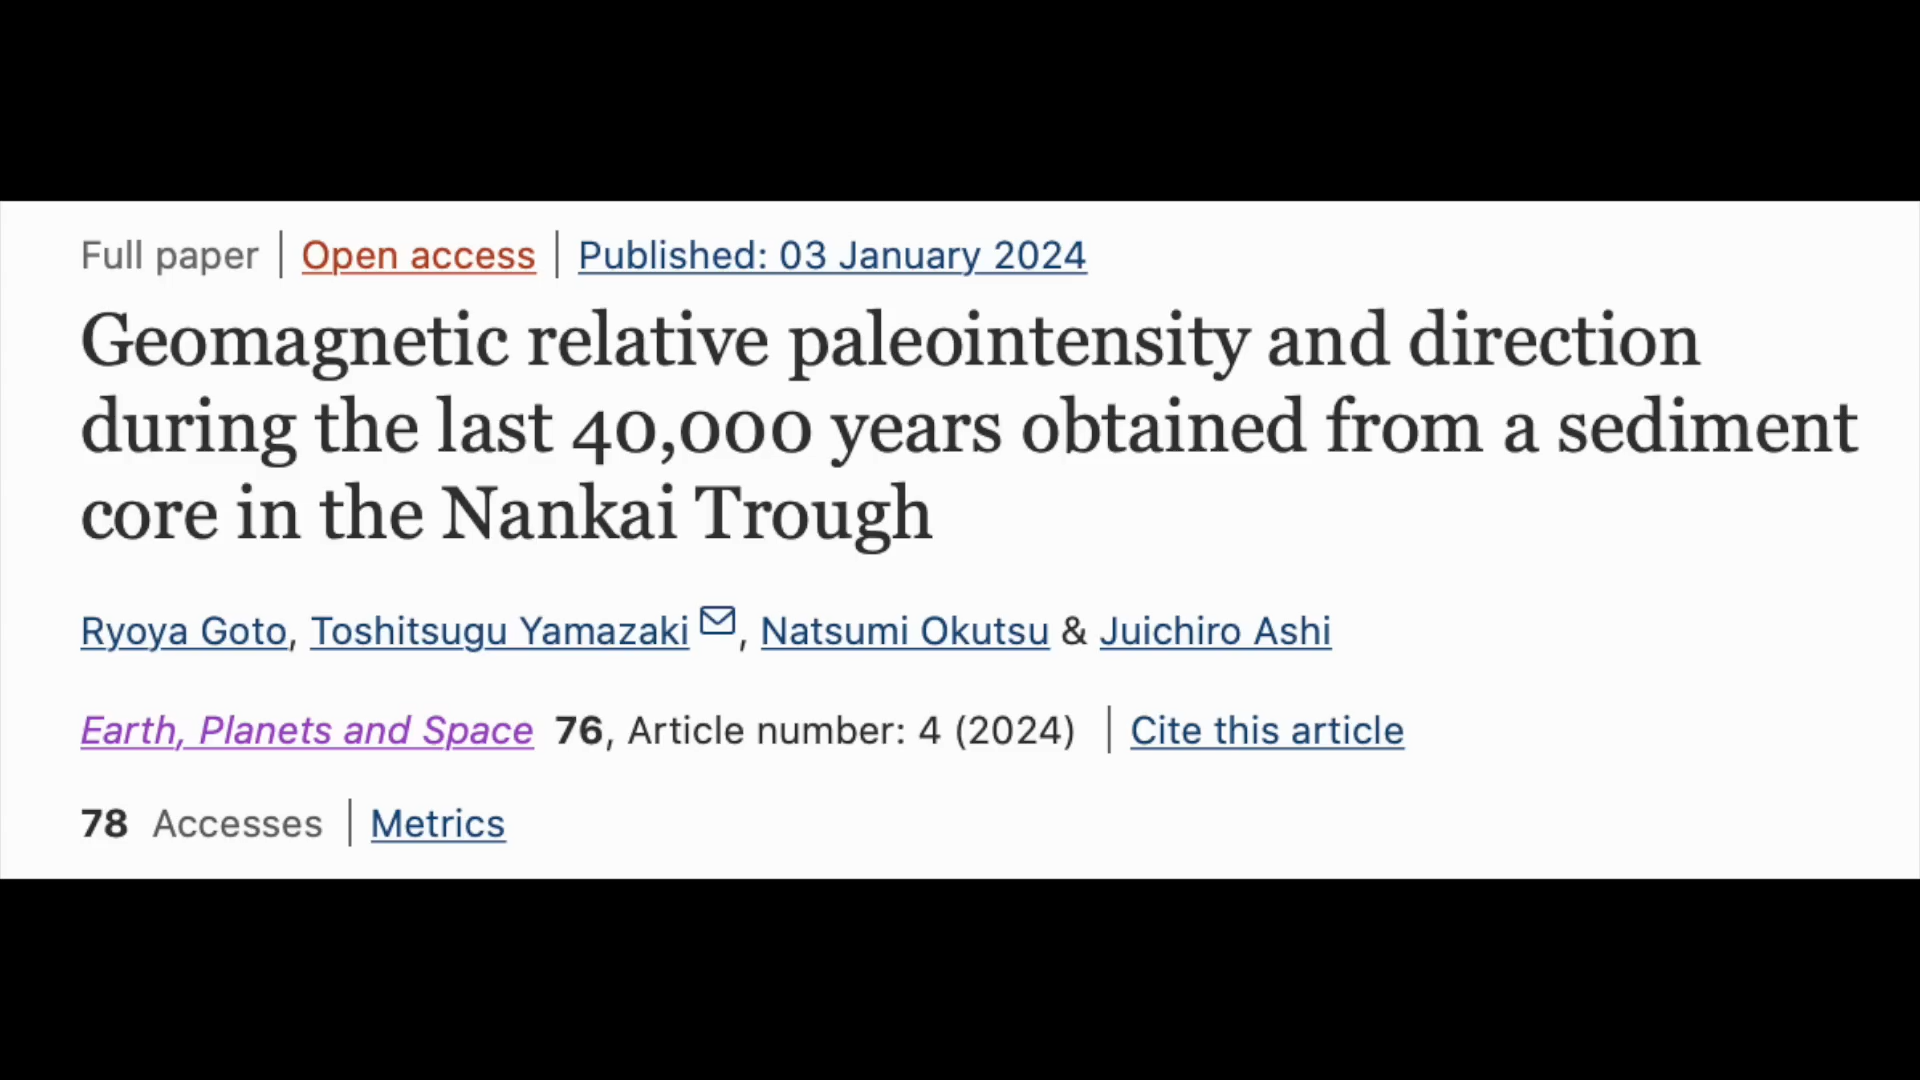 Full paper | Open access | Published: 03 January 2024
Geomagnetic relative paleointensity and direction
during the last 40,000 years obtained from a sediment
core in the Nankai Trough
Ryoya Goto, Toshitsugu Yamazaki, Natsumi Okutsu & Juichiro Ashi
Earth, Planets and Space 76, Article number: 4 (2024) | Cite this article
78 Accesses | Metrics